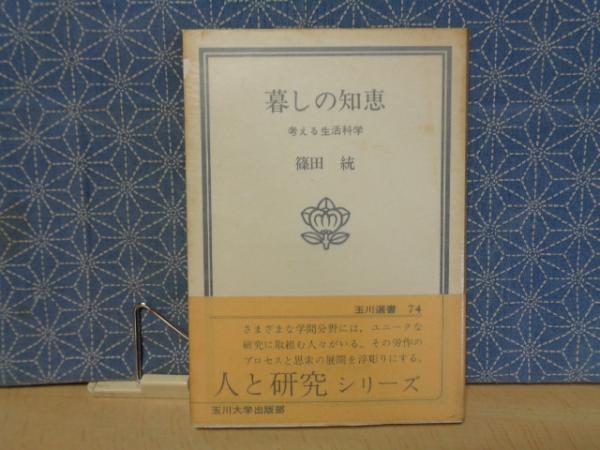 暮しの知恵
考える生活科学
篠田 統
玉川選書 74
さまざまな学問分野には、ユニークな
研究に取組む人々がいる。その労作の
プロセスと思索の展開を浮彫りにする。
人と研究シリーズ
玉川大学出版部